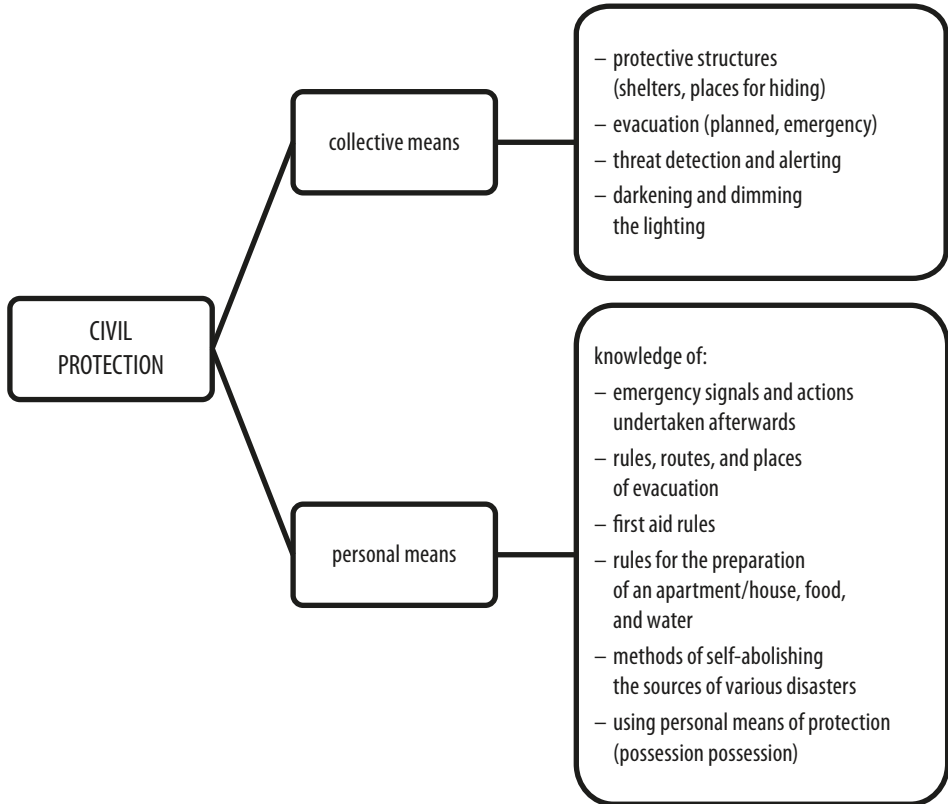 CIVIL
PROTECTION
collective means
– protective structures
(shelters, places for hiding)
– evacuation (planned, emergency)
– threat detection and alerting
– darkening and dimming
the lighting
personal means
knowledge of:
– emergency signals and actions
undertaken afterwards
– rules, routes, and places
of evacuation
– first aid rules
– rules for the preparation
of an apartment/house, food,
and water
– methods of self-abolishing
the sources of various disasters
– using personal means of protection
(possession possession)